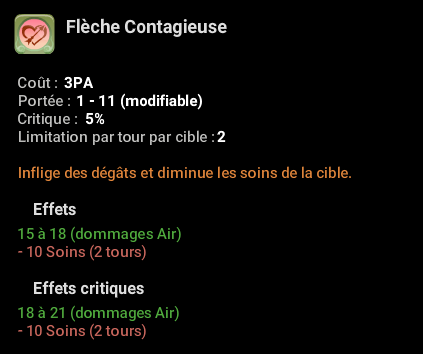 Flèche Contagieuse
Coût : 3PA
Portée : 1 - 11 (modifiable)
Critique : 5%
Limitation par tour par cible : 2
Inflige des dégâts et diminue les soins de la cible.
Effets
15 à 18 (dommages Air)
- 10 Soins (2 tours)
Effets critiques
18 à 21 (dommages Air)
- 10 Soins (2 tours)